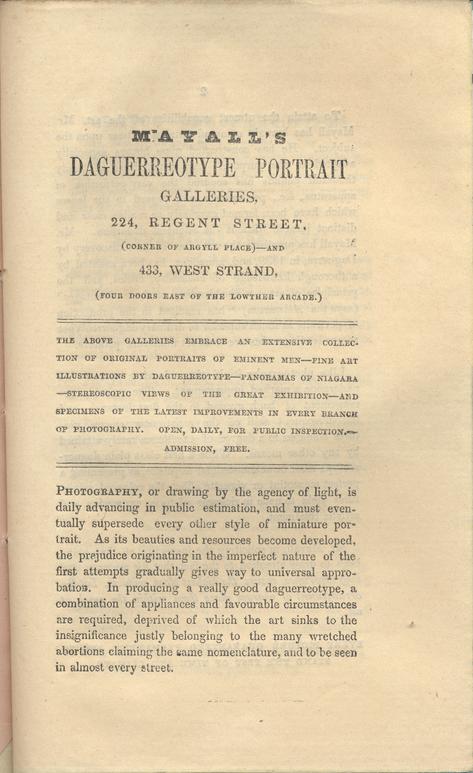 MAYALL'S
DAGUERREOTYPE PORTRAIT
GALLERIES,
224, REGENT STREET,
(CORNER OF ARGYLL PLACE)—AND
433, WEST STRAND,
(FOUR DOORS EAST OF THE LOWTHER ARCADE.)
THE ABOVE GALLERIES EMBRACE AN EXTENSIVE COLLEC-
TION OF ORIGINAL PORTRAITS OF EMINENT MEN—FINE ART
ILLUSTRATIONS BY DAGUERREOTYPE—PANORAMAS OF NIAGARA
—STEREOSCOPIC VIEWS OF THE GREAT EXHIBITION—AND
SPECIMENS OF THE LATEST IMPROVEMENTS IN EVERY BRANCH
OF PHOTOGRAPHY. OPEN, DAILY, FOR PUBLIC INSPECTION.—
ADMISSION, FREE.
PHOTOGRAPHY, or drawing by the agency of light, is
daily advancing in public estimation, and must even-
tually supersede every other style of miniature por-
trait. As its beauties and resources become developed,
the prejudice originating in the imperfect nature of the
first attempts gradually gives way to universal appro-
bation. In producing a really good daguerreotype, a
combination of appliances and favourable circumstances
are required, deprived of which the art sinks to the
insignificance justly belonging to the many wretched
abortions claiming the same nomenclature, and to be seen
in almost every street.